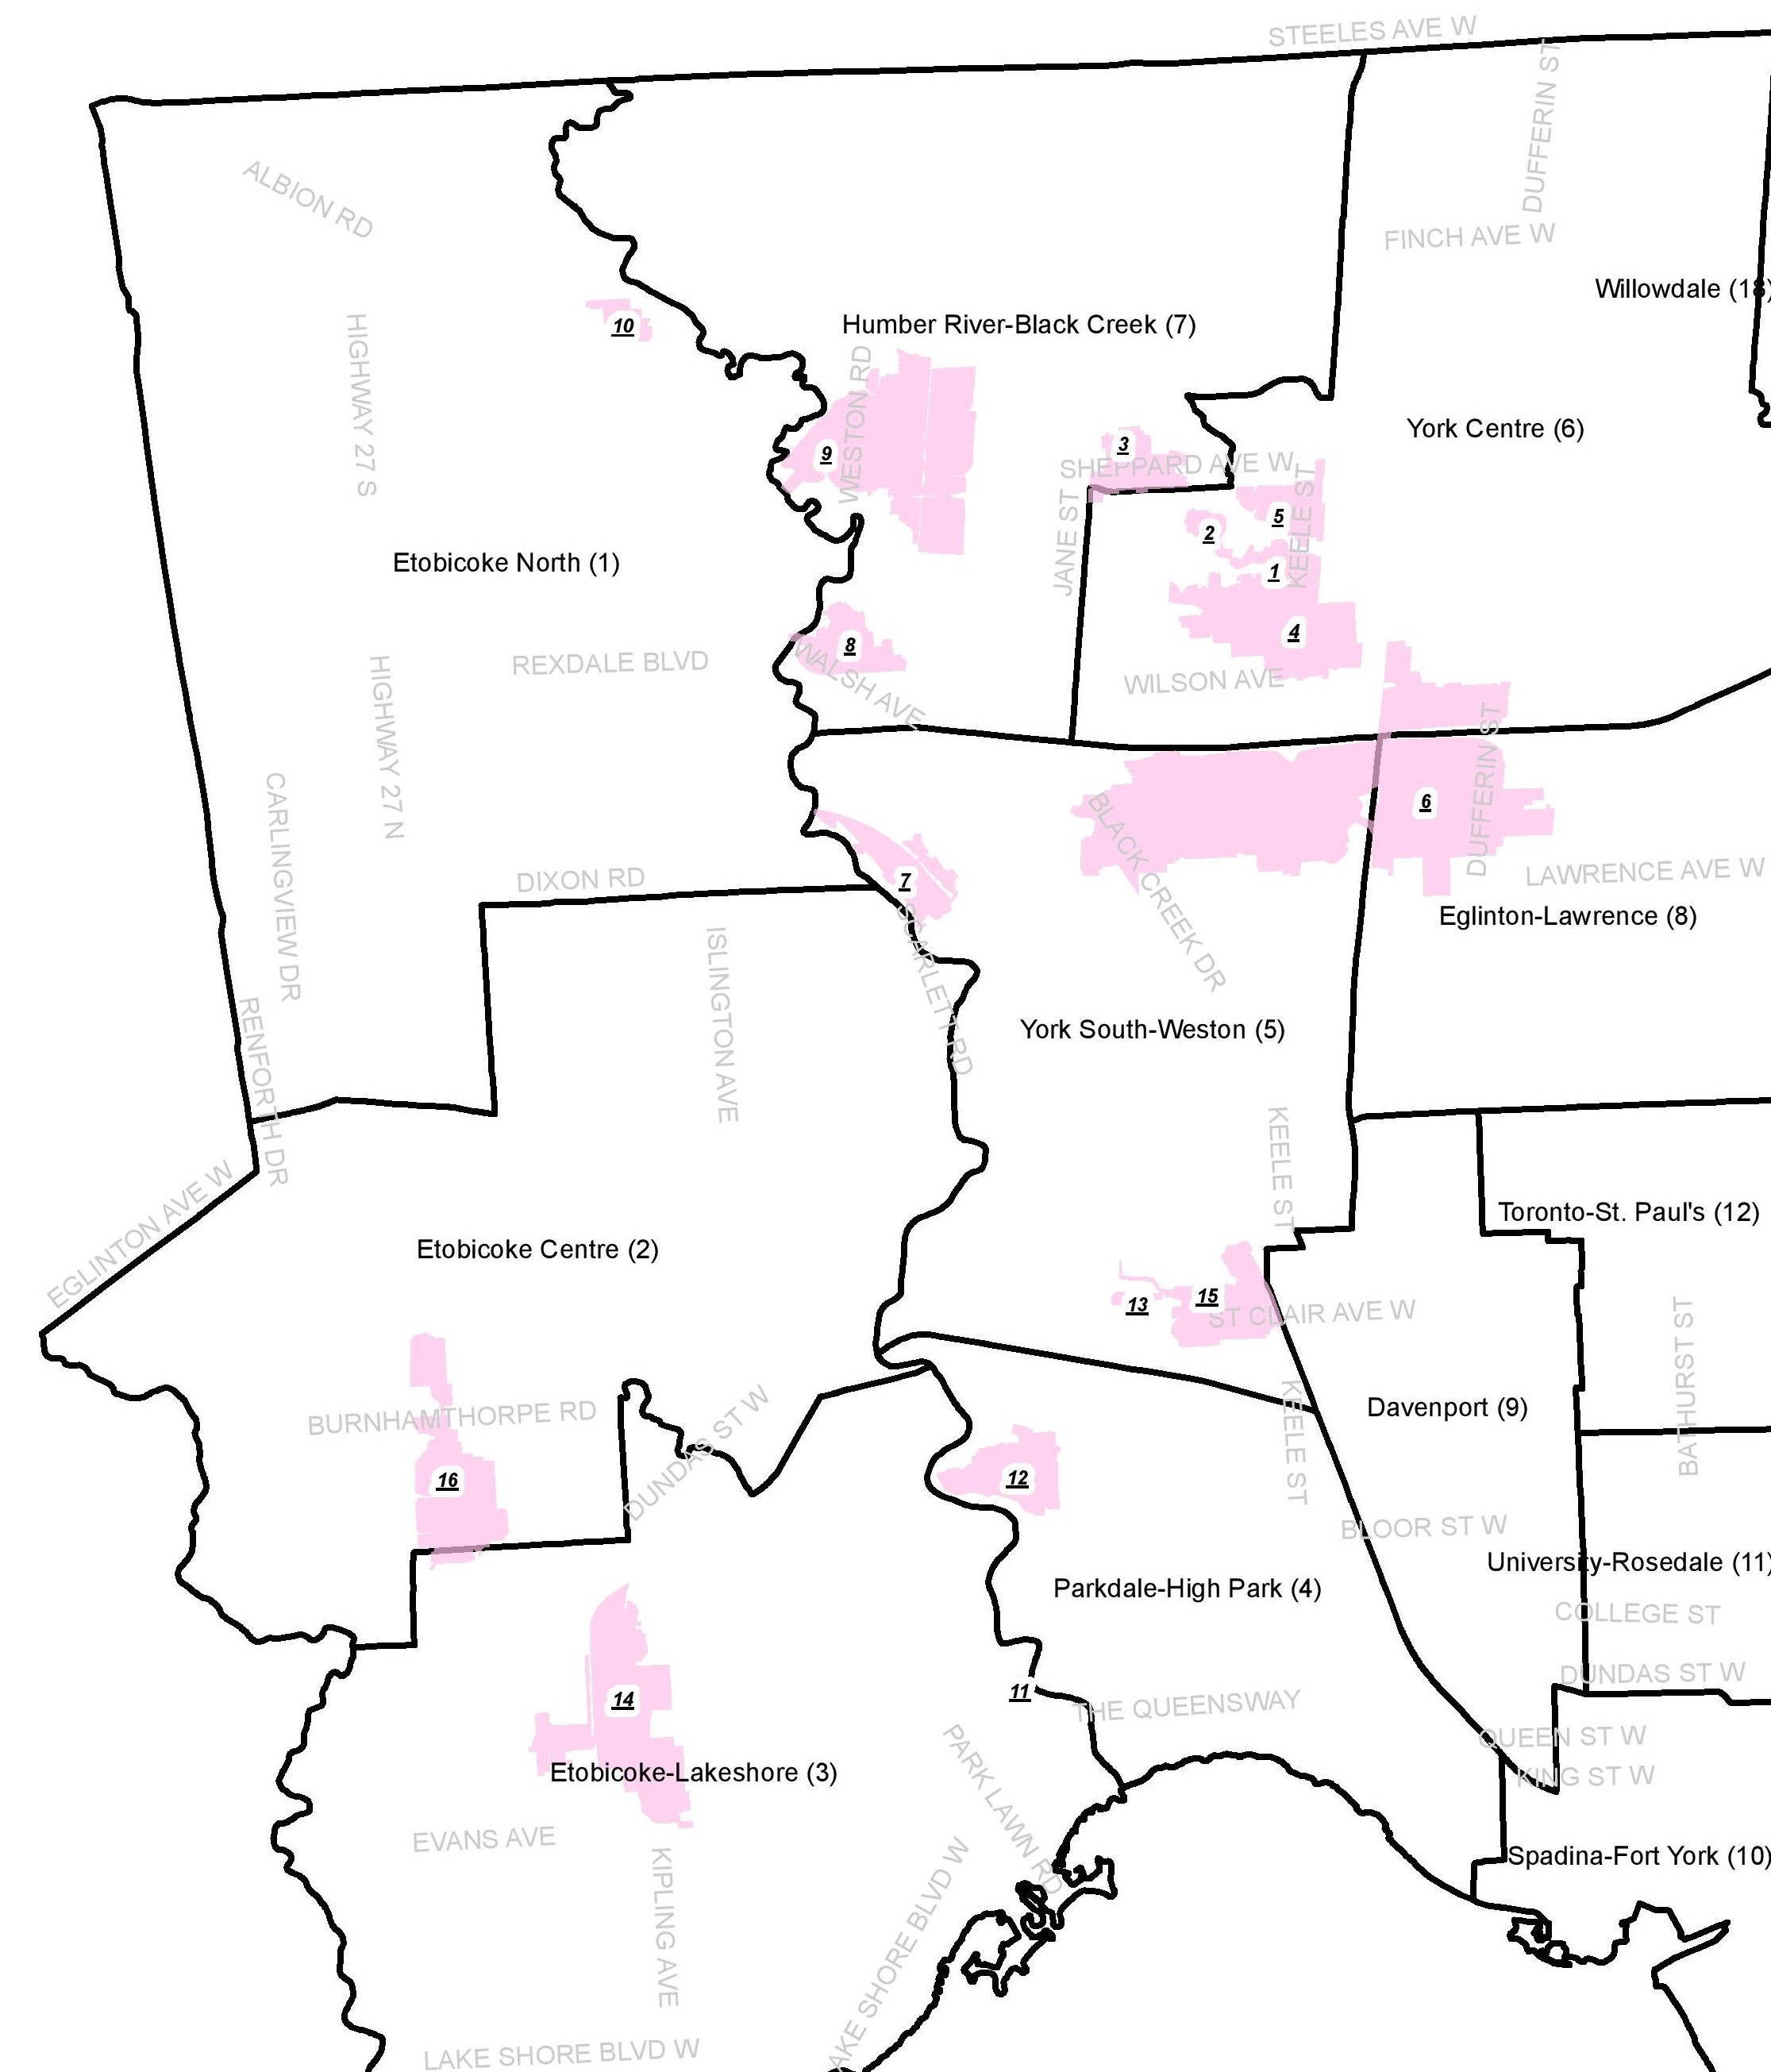 STEELES AVE W
DUFFERIN ST
ALBION RD
FINCH AVE W
Willowdale (18)
HIGHWAY 27 S
10
Humber River-Black Creek (7)
WESTON RD
York Centre (6)
9
3
SHEPPARD AVE W
JANE ST
KEELE ST
5
2
1
Etobicoke North (1)
4
8
REXDALE BLVD
WALSH AVE
WILSON AVE
HIGHWAY 27 N
DUFFERIN ST
6
CARLINGVIEW DR
BLACK CREEK DR
7
DIXON RD
LAWRENCE AVE W
Eglinton-Lawrence (8)
SCARLETT RD
ISLINGTON AVE
RENFORTH DR
York South-Weston (5)
KEELE ST
EGLINTON AVE W
Toronto-St. Paul's (12)
Etobicoke Centre (2)
13
15
ST CLAIR AVE W
BATHURST ST
Davenport (9)
BURNHAMTHORPE RD
DUNDAS ST W
KEELE ST
16
12
BLOOR ST W
University-Rosedale (11)
Parkdale-High Park (4)
COLLEGE ST
DUNDAS ST W
14
11
THE QUEENSWAY
QUEEN ST W
Etobicoke-Lakeshore (3)
KING ST W
PARK LAWN RD
EVANS AVE
Spadina-Fort York (10)
KIPLING AVE
LAKE SHORE BLVD W
LAKE SHORE BLVD W